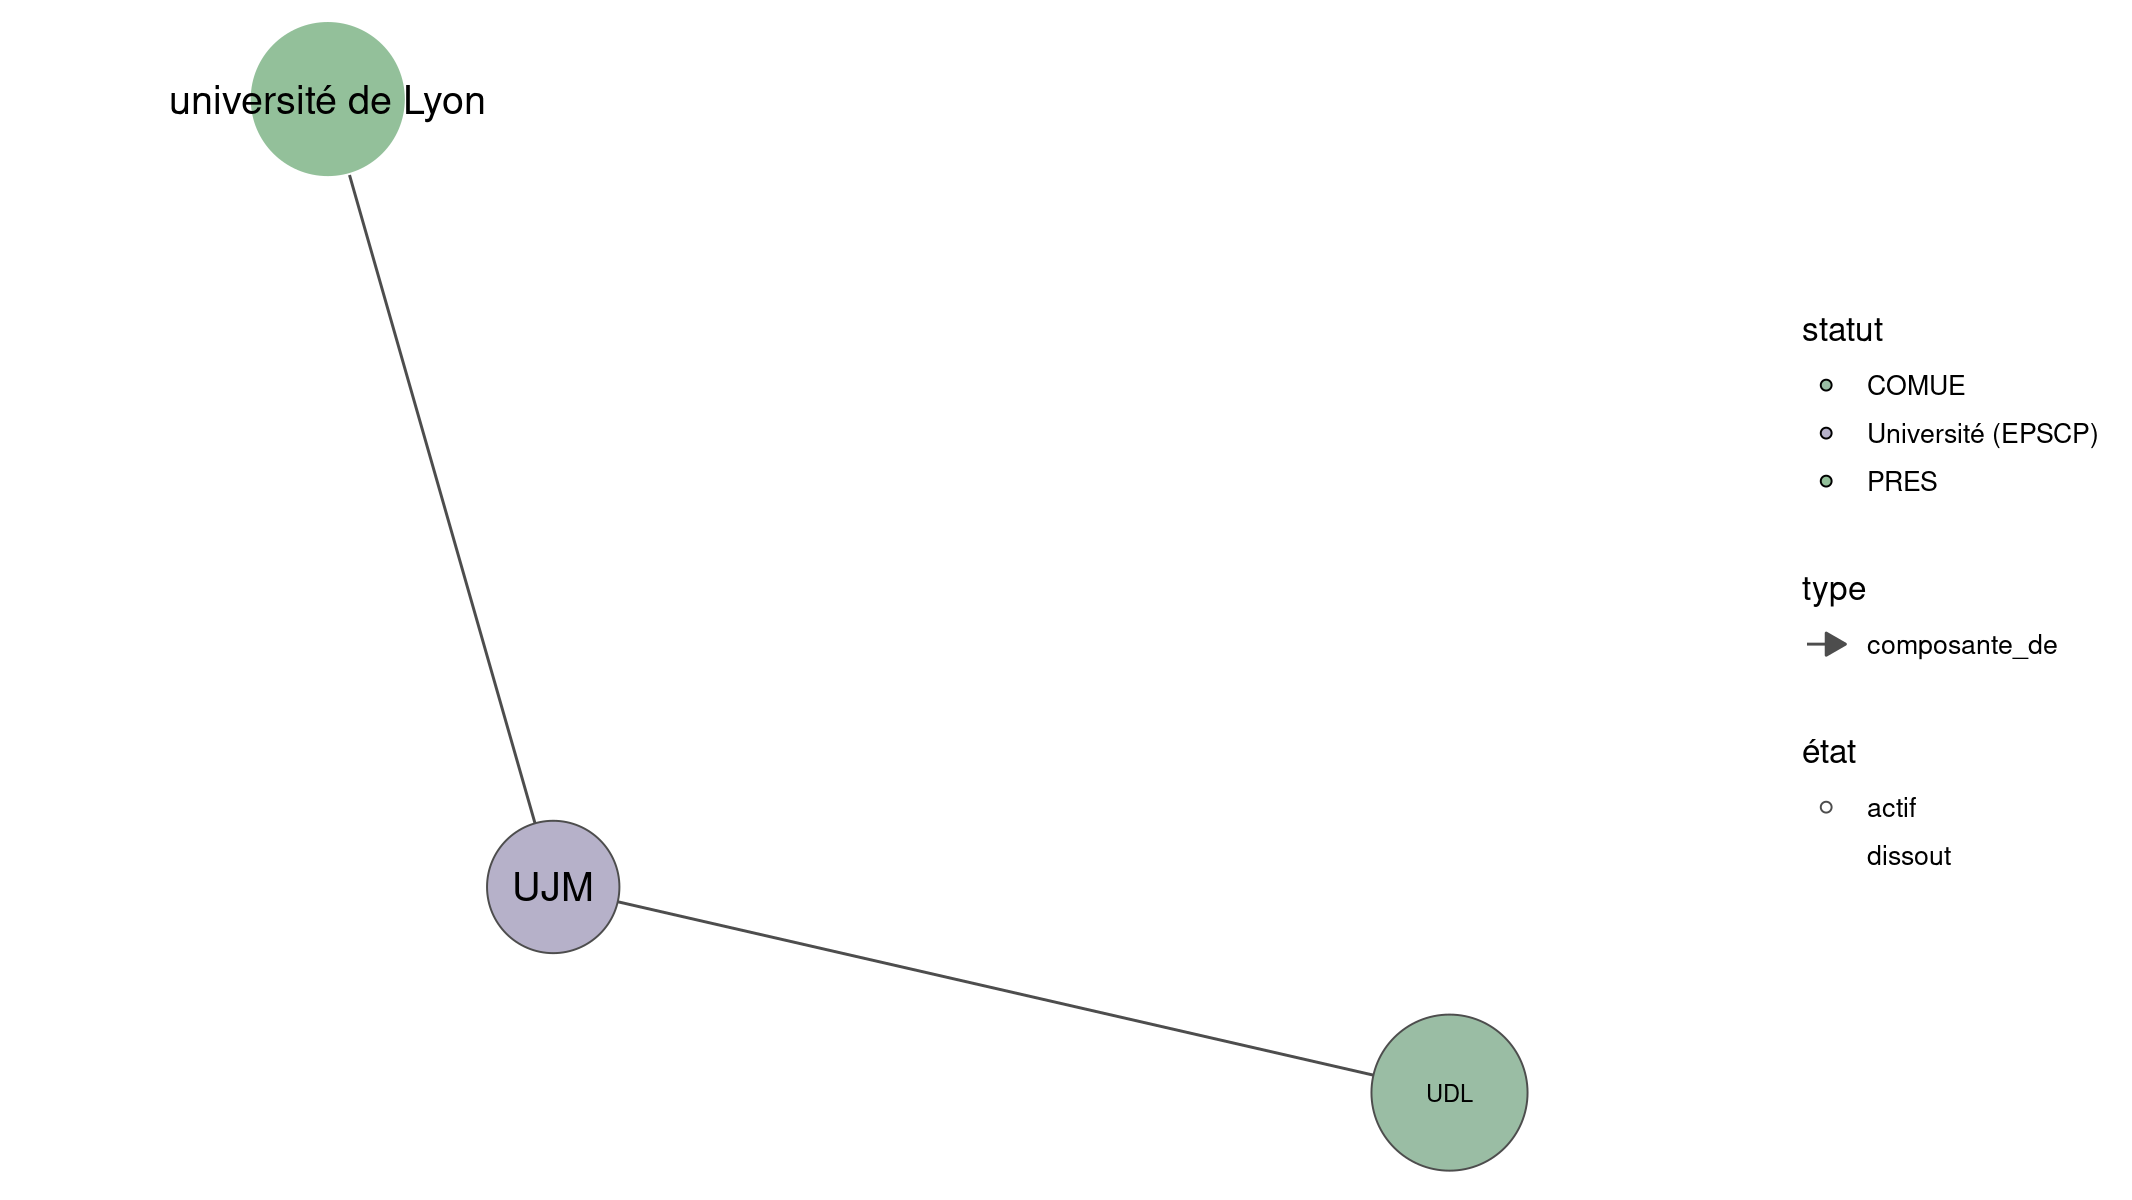 université de Lyon
UJM
UDL
statut
COMUE
Université (EPSCP)
PRES
type
composante_de
état
actif
dissout